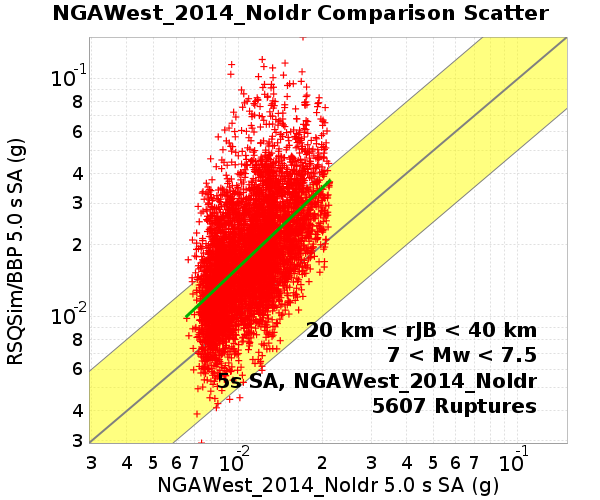 NGAWest_2014_NoIdr Comparison Scatter
RSQSim/BBP 5.0 s SA (g)
10-1
8
6
4
3
2
10-2
8
6
4
3
20 km < rJB < 40 km
7 < Mw < 7.5
5s SA, NGAWest_2014_NoIdr
5607 Ruptures
3 4 5 6 7 10-2 2 3 4 5 6 7 10-1
NGAWest_2014_NoIdr 5.0 s SA (g)